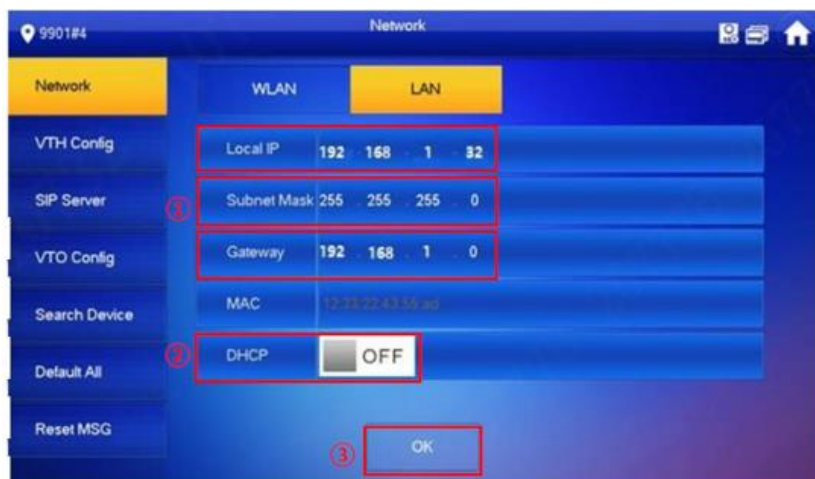 9901#4
Network
Network
WLAN
LAN
VTH Config
Local IP 192 . 168 . 1 . 32
SIP Server
① Subnet Mask 255 . 255 . 255 . 0
VTO Config
Gateway 192 . 168 . 1 . 0
Search Device
MAC
Default All
② DHCP OFF
Reset MSG
③ OK